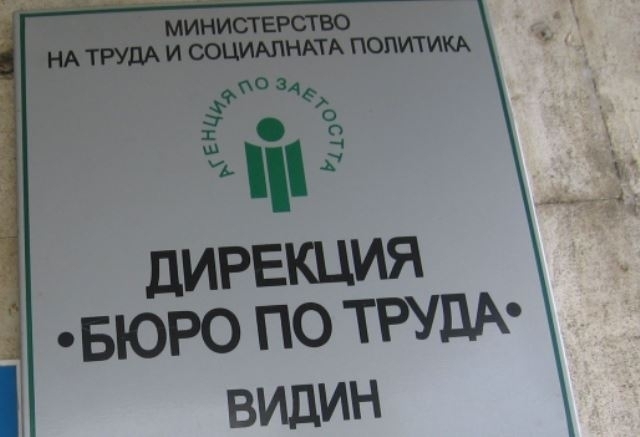 МИНИСТЕРСТВО
НА ТРУДА И СОЦИАЛНАТА ПОЛИТИКА
АГЕНЦИЯ ПО ЗАЕТОСТТА
ДИРЕКЦИЯ
•БЮРО ПО ТРУДА•
ВИДИН